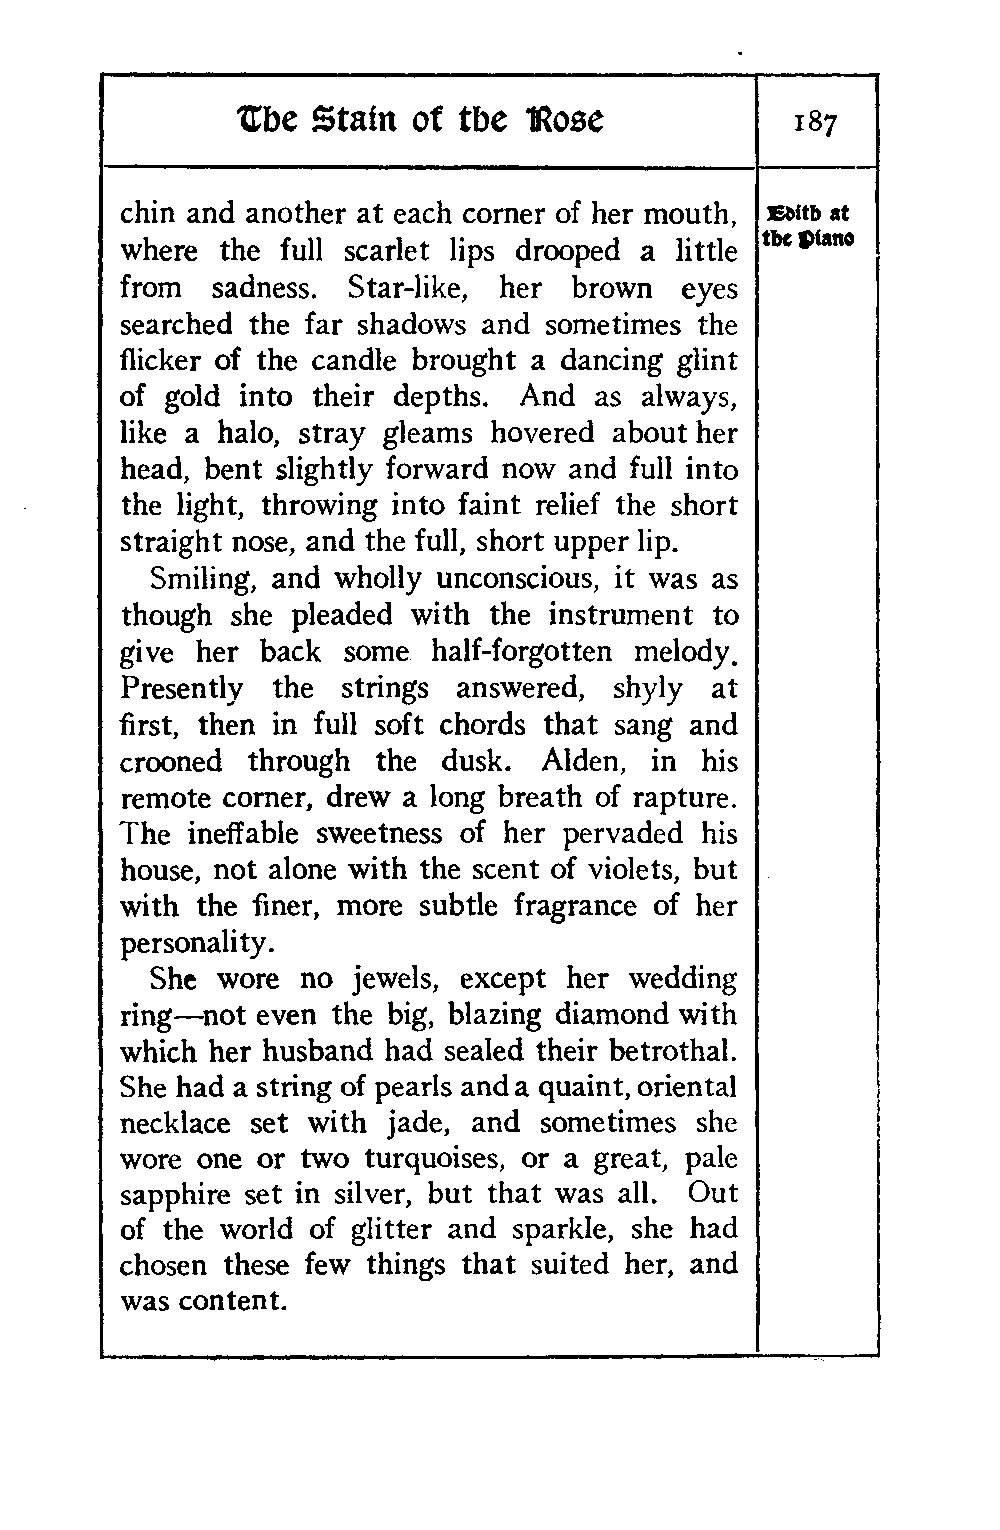 The Stain of the Rose 187
Edith at
the Piano
chin and another at each corner of her mouth,
where the full scarlet lips drooped a little
from sadness. Star-like, her brown eyes
searched the far shadows and sometimes the
flicker of the candle brought a dancing glint
of gold into their depths. And as always,
like a halo, stray gleams hovered about her
head, bent slightly forward now and full into
the light, throwing into faint relief the short
straight nose, and the full, short upper lip.
Smiling, and wholly unconscious, it was as
though she pleaded with the instrument to
give her back some half-forgotten melody.
Presently the strings answered, shyly at
first, then in full soft chords that sang and
crooned through the dusk. Alden, in his
remote corner, drew a long breath of rapture.
The ineffable sweetness of her pervaded his
house, not alone with the scent of violets, but
with the finer, more subtle fragrance of her
personality.
She wore no jewels, except her wedding
ring—not even the big, blazing diamond with
which her husband had sealed their betrothal.
She had a string of pearls and a quaint, oriental
necklace set with jade, and sometimes she
wore one or two turquoises, or a great, pale
sapphire set in silver, but that was all. Out
of the world of glitter and sparkle, she had
chosen these few things that suited her, and
was content.